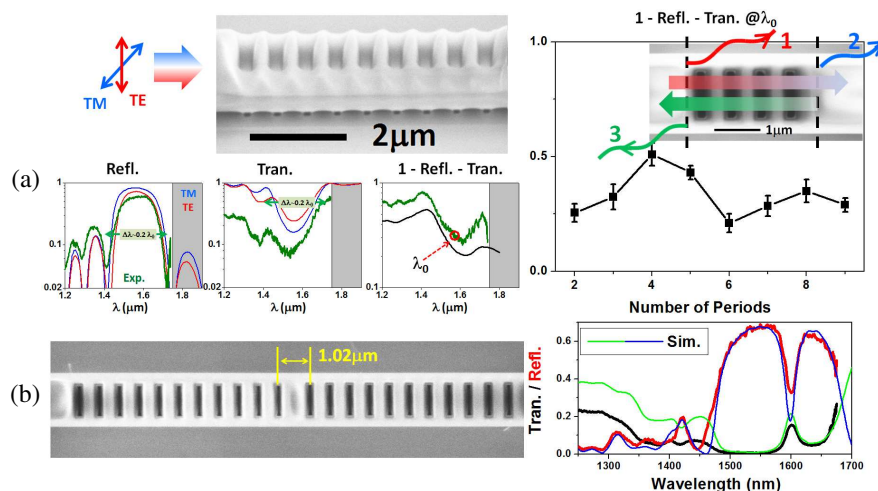 1 - Refl. - Tran. @λ0
TM
TE
2μm
1.0
0.5
0.0
1
2
3
1μm
2
4
6
8
Number of Periods
(a)
Refl.
Tran.
1 - Refl. - Tran.
TM
TE
Δλ~0.2 λ0
Δλ~0.2 λ0
Exp.
λ0
1
0.1
0.02
1
0.1
0.02
1
0.1
1.2
1.4
1.6
1.8
1.2
1.4
1.6
1.8
1.2
1.4
1.6
1.8
λ (μm)
λ (μm)
λ (μm)
(b)
1.02μm
Tran. / Refl.
Sim.
0.6
0.4
0.2
0.0
1300
1400
1500
1600
1700
Wavelength (nm)